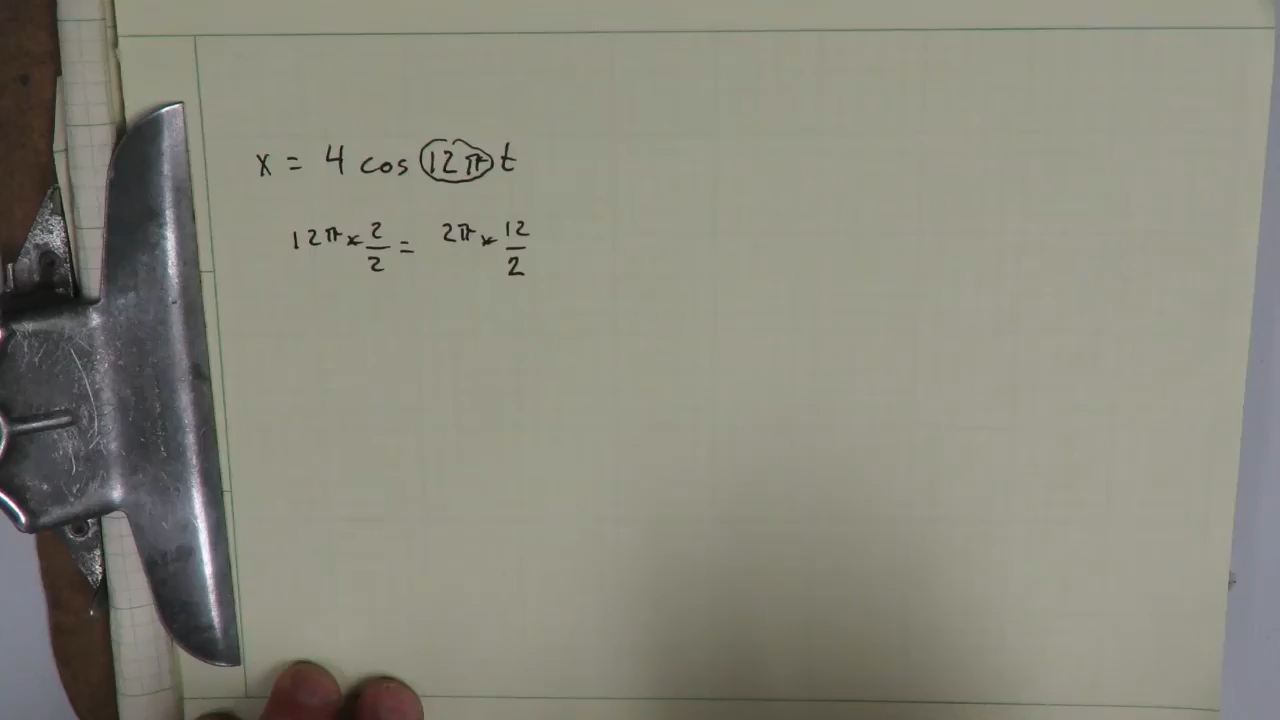 x = 4 cos 12π t
12π × 2/2 = 2π × 12/2